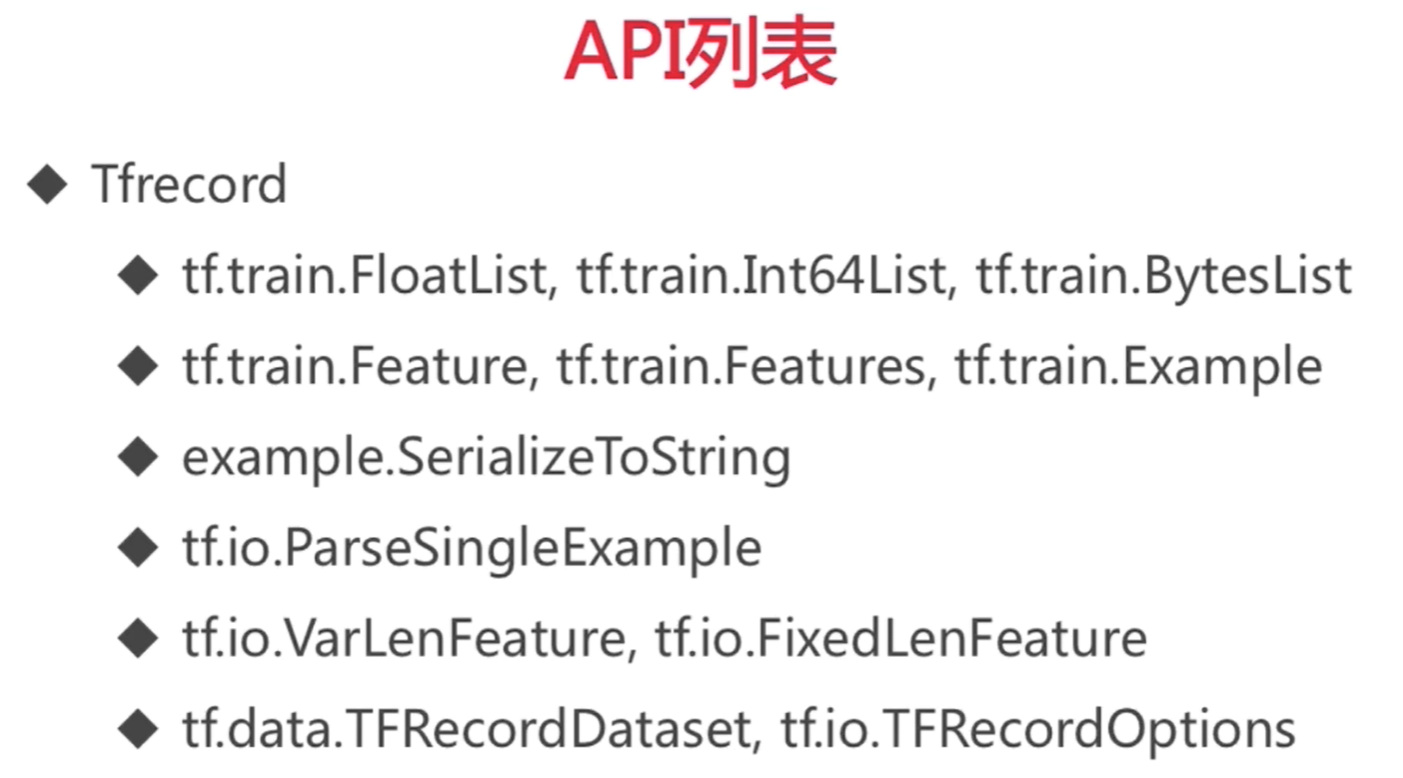 API列表
Tfrecord
tf.train.FloatList, tf.train.Int64List, tf.train.BytesList
tf.train.Feature, tf.train.Features, tf.train.Example
example.SerializeToString
tf.io.ParseSingleExample
tf.io.VarLenFeature, tf.io.FixedLenFeature
tf.data.TFRecordDataset, tf.io.TFRecordOptions